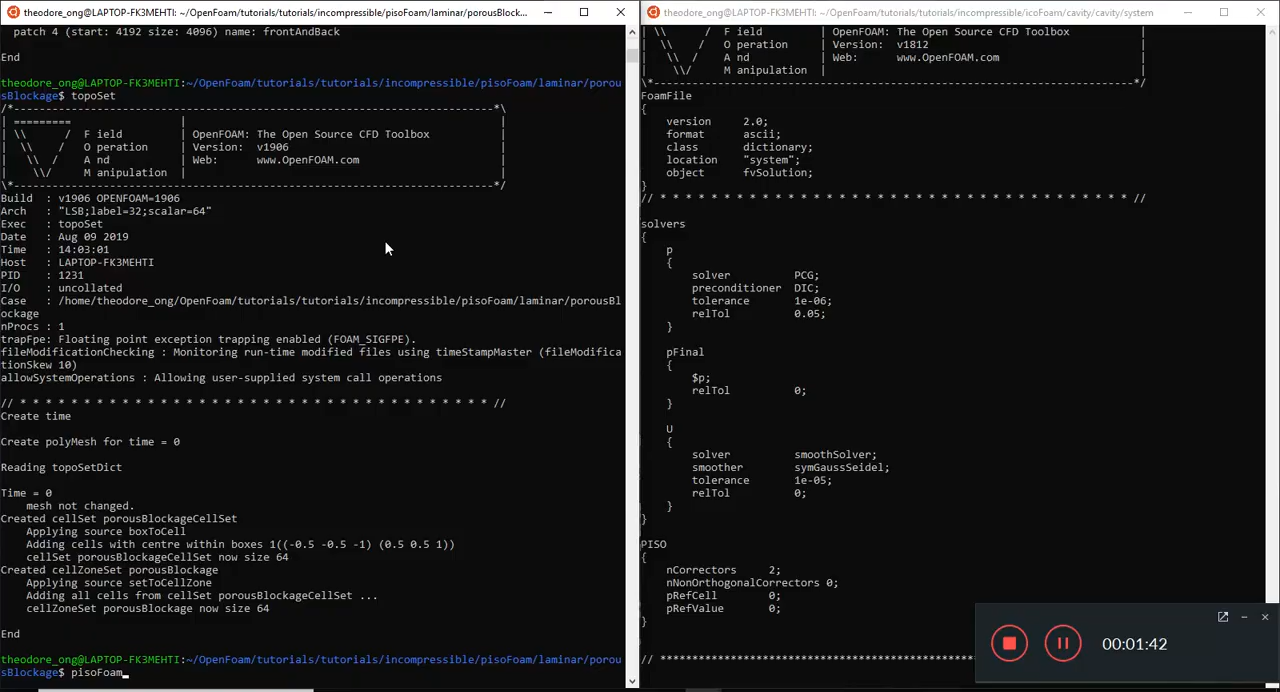 theodore_ong@LAPTOP-FK3MEHTI: ~/OpenFoam/tutorials/tutorials/incompressible/pisoFoam/laminar/porousBlock...
patch 4 (start: 4192 size: 4096) name: frontAndBack
End
theodore_ong@LAPTOP-FK3MEHTI:~/OpenFoam/tutorials/tutorials/incompressible/pisoFoam/laminar/porou
sBlockage$ topoSet
/*---------------------------------------------------------------------------*\
| =========                 |                                                 |
| \\      /  F ield         | OpenFOAM: The Open Source CFD Toolbox           |
|  \\    /   O peration     | Version:  v1906                                 |
|   \\  /    A nd           | Web:      www.OpenFOAM.com                      |
|    \\/     M anipulation  |                                                 |
\*---------------------------------------------------------------------------*/
Build  : v1906 OPENFOAM=1906
Arch   : "LSB;label=32;scalar=64"
Exec   : topoSet
Date   : Aug 09 2019
Time   : 14:03:01
Host   : LAPTOP-FK3MEHTI
PID    : 1231
I/O    : uncollated
Case   : /home/theodore_ong/OpenFoam/tutorials/tutorials/incompressible/pisoFoam/laminar/porousBl
ockage
nProcs : 1
trapFpe: Floating point exception trapping enabled (FOAM_SIGFPE).
fileModificationChecking : Monitoring run-time modified files using timeStampMaster (fileModifica
tionSkew 10)
allowSystemOperations : Allowing user-supplied system call operations
// * * * * * * * * * * * * * * * * * * * * * * * * * * * * * * * * * * * * * //
Create time
Create polyMesh for time = 0
Reading topoSetDict
Time = 0
mesh not changed.
Created cellSet porousBlockageCellSet
Applying source boxToCell
Adding cells with centre within boxes 1((-0.5 -0.5 -1) (0.5 0.5 1))
cellSet porousBlockageCellSet now size 64
Created cellZoneSet porousBlockage
Applying source setToCellZone
Adding all cells from cellSet porousBlockageCellSet ...
cellZoneSet porousBlockage now size 64
End
theodore_ong@LAPTOP-FK3MEHTI:~/OpenFoam/tutorials/tutorials/incompressible/pisoFoam/laminar/porou
sBlockage$ pisoFoam_
theodore_ong@LAPTOP-FK3MEHTI: ~/OpenFoam/tutorials/tutorials/incompressible/icoFoam/cavity/cavity/system
| \\      /  F ield         | OpenFOAM: The Open Source CFD Toolbox           |
|  \\    /   O peration     | Version:  v1812                                 |
|   \\  /    A nd           | Web:      www.OpenFOAM.com                      |
|    \\/     M anipulation  |                                                 |
\*---------------------------------------------------------------------------*/
FoamFile
{
version     2.0;
format      ascii;
class       dictionary;
location    "system";
object      fvSolution;
}
// * * * * * * * * * * * * * * * * * * * * * * * * * * * * * * * * * * * * * //
solvers
{
p
{
solver          PCG;
preconditioner  DIC;
tolerance       1e-06;
relTol          0.05;
}
pFinal
{
$p;
relTol          0;
}
U
{
solver          smoothSolver;
smoother        symGaussSeidel;
tolerance       1e-05;
relTol          0;
}
}
PISO
{
nCorrectors     2;
nNonOrthogonalCorrectors 0;
pRefCell        0;
pRefValue       0;
}
// *************************************************
00:01:42